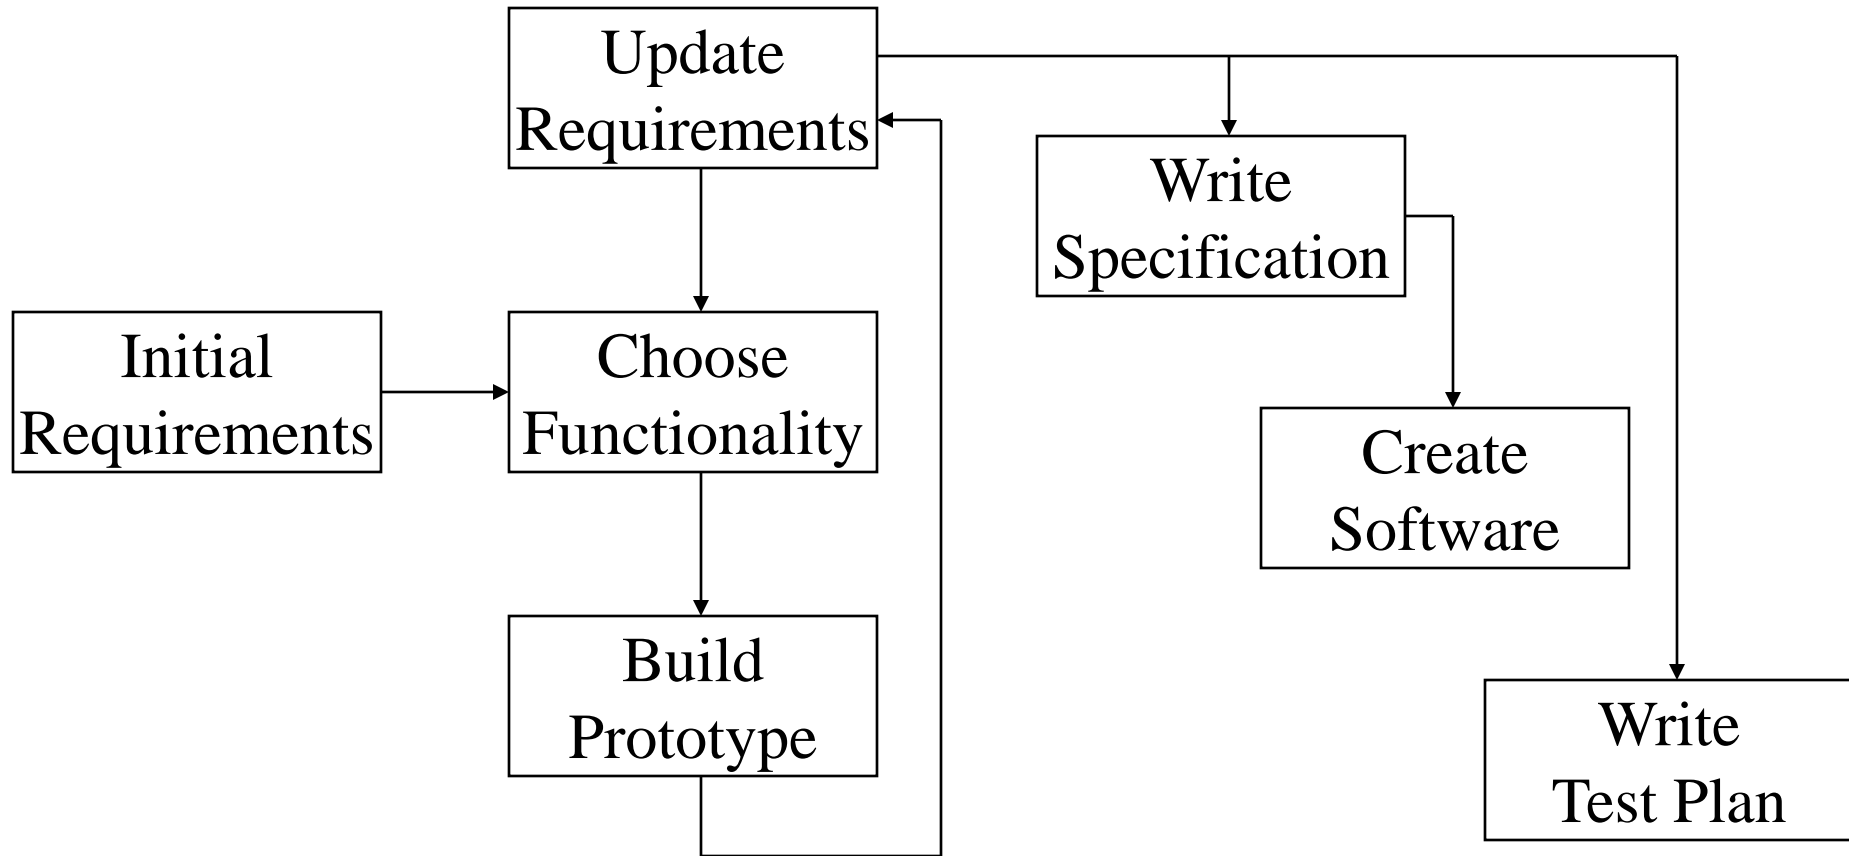 Update
Requirements
Write
Specification
Initial
Requirements
Choose
Functionality
Create
Software
Build
Prototype
Write
Test Plan